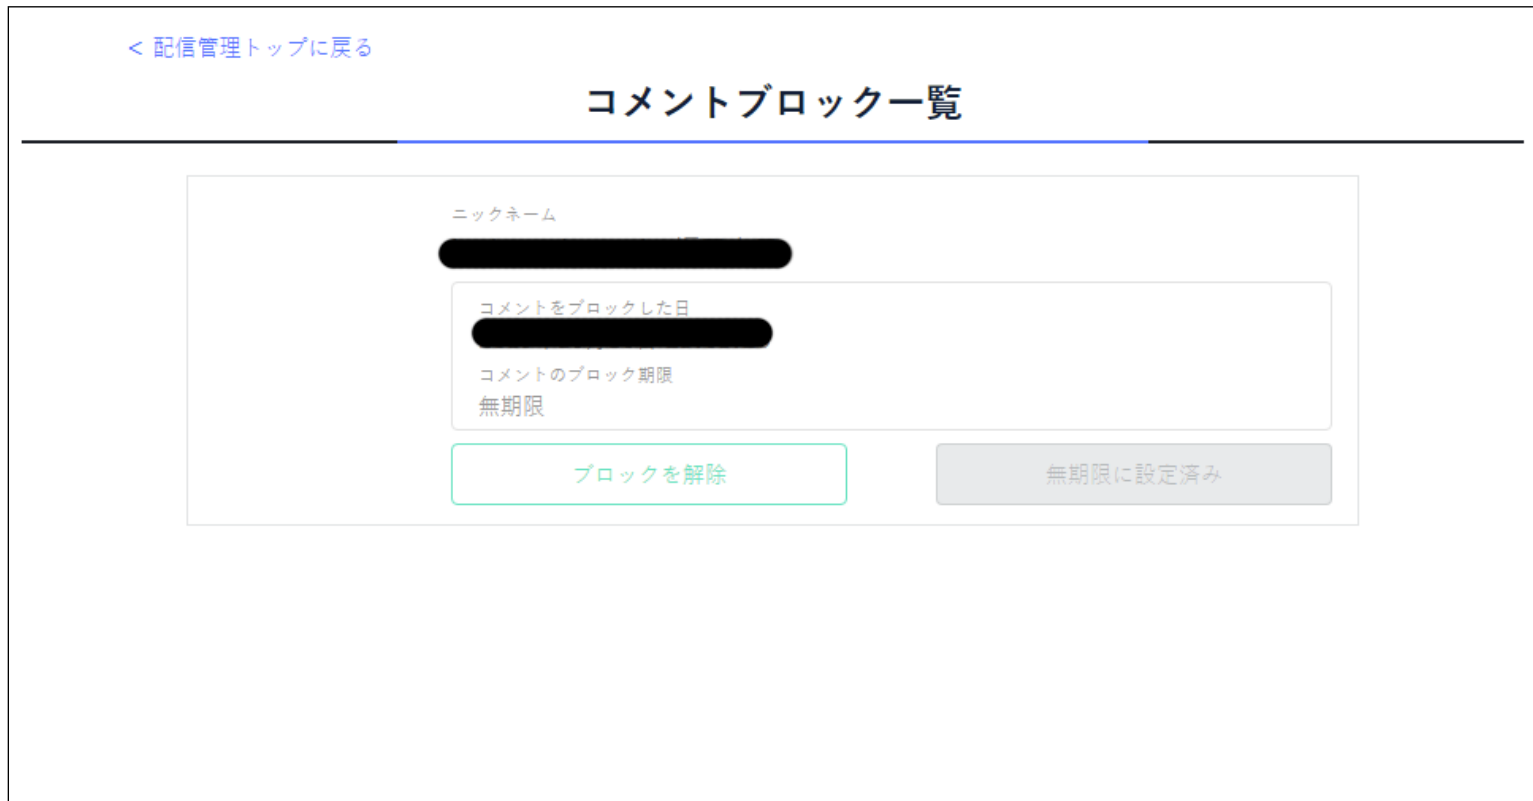 < 配信管理トップに戻る
コメントブロック一覧
ニックネーム
コメントをブロックした日
コメントのブロック期限
無期限
ブロックを解除
無期限に設定済み